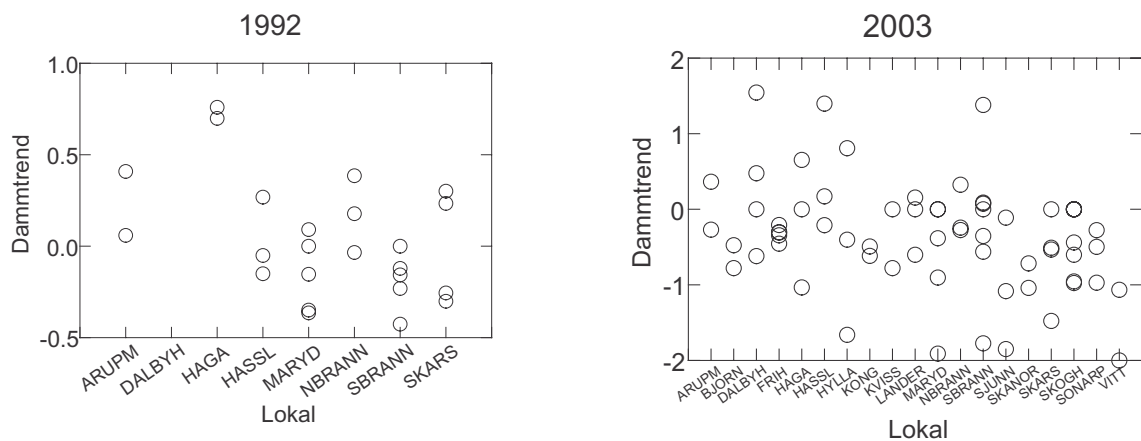 1992
1.0
0.5
0.0
-0.5
Dammtrend
ARUPM
DALBYH
HAGA
HASSL
MARYD
NBRANN
SBRANN
SKARS
Lokal
2003
2
1
0
-1
-2
Dammtrend
ARUPM
BJÖRN
DALBYH
FRIH
HAGA
HASSL
HYLLA
KONG
KVISS
LANDER
MARYD
NBRANN
SBRANN
SJUNN
SKANOR
SKARS
SKOGH
SONARP
VITT
Lokal